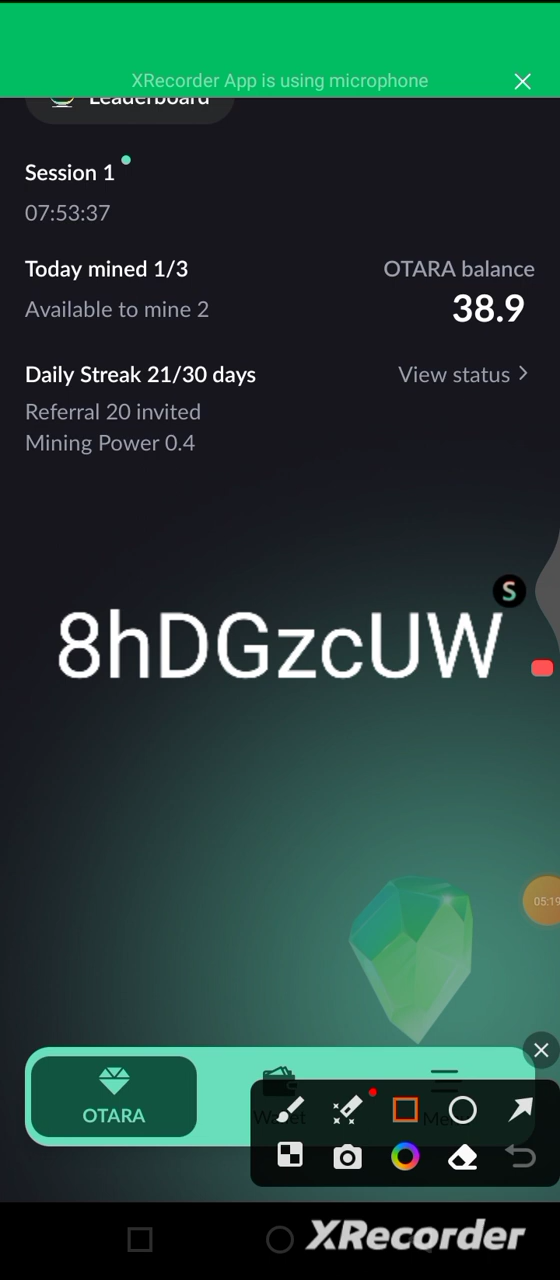 XRecorder App is using microphone
Leaderboard
Session 1
07:53:37
Today mined 1/3
OTARA balance
Available to mine 2
38.9
Daily Streak 21/30 days
View status >
Referral 20 invited
Mining Power 0.4
S
8hDGzcUW
05:19
OTARA
XRecorder